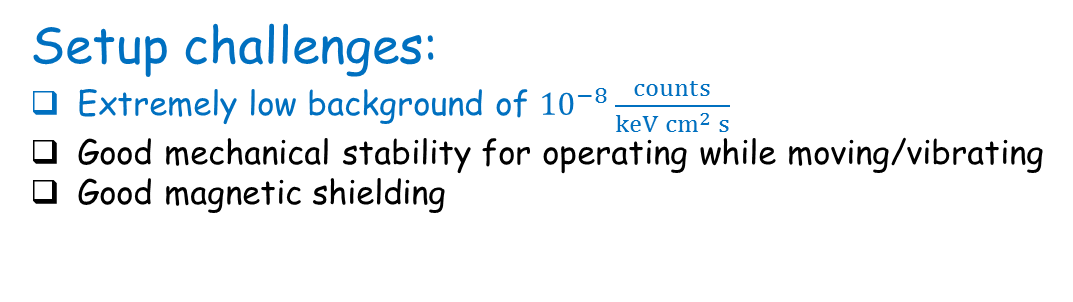 Setup challenges:
❑ Extremely low background of 10⁻⁸ counts / keV cm² s
❑ Good mechanical stability for operating while moving/vibrating
❑ Good magnetic shielding